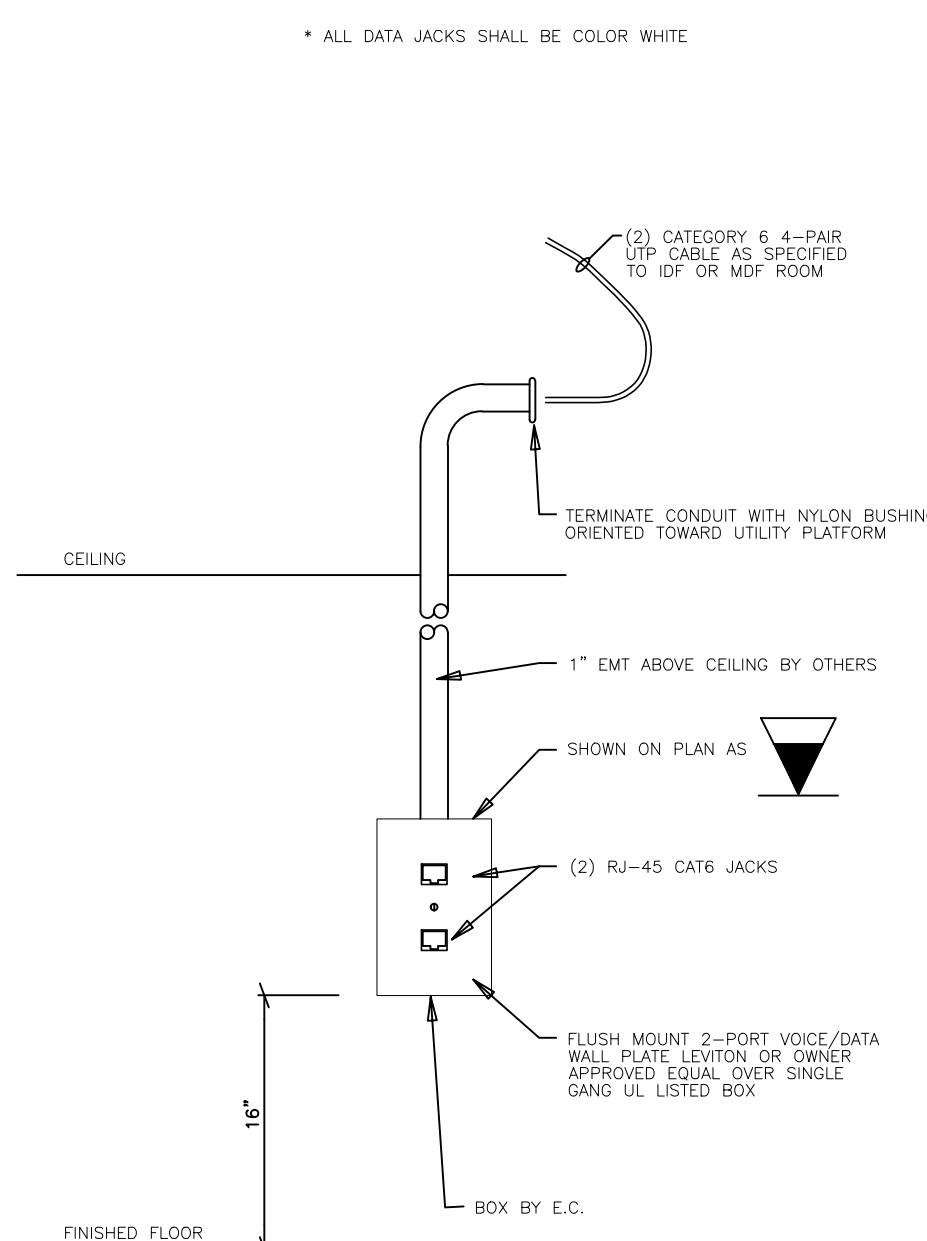 * ALL DATA JACKS SHALL BE COLOR WHITE
(2) CATEGORY 6 4-PAIR
UTP CABLE AS SPECIFIED
TO IDF OR MDF ROOM
TERMINATE CONDUIT WITH NYLON BUSHIN
ORIENTED TOWARD UTILITY PLATFORM
CEILING
1" EMT ABOVE CEILING BY OTHERS
SHOWN ON PLAN AS
(2) RJ-45 CAT6 JACKS
FLUSH MOUNT 2-PORT VOICE/DATA
WALL PLATE LEVITON OR OWNER
APPROVED EQUAL OVER SINGLE
GANG UL LISTED BOX
16"
BOX BY E.C.
FINISHED FLOOR